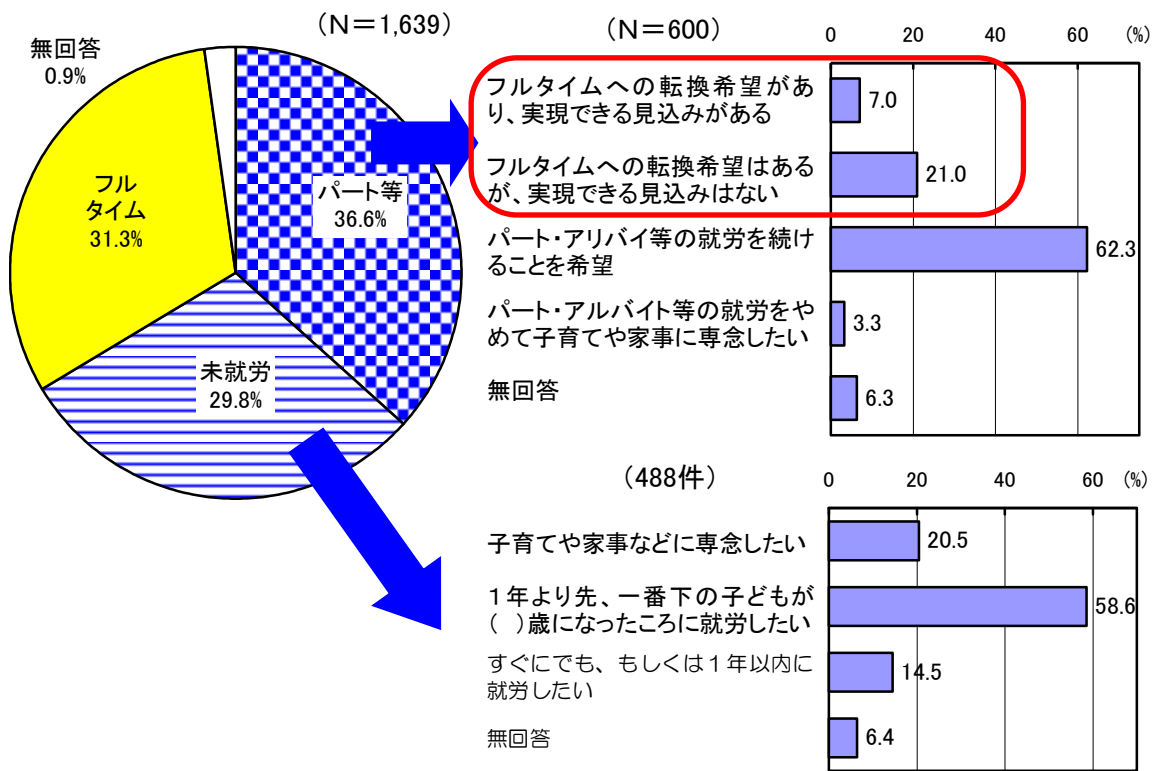 （N＝1,639）
無回答
0.9%
フル
タイム
31.3%
パート等
36.6%
未就労
29.8%
（N＝600）
0 20 40 60 (%)
フルタイムへの転換希望があ
り、実現できる見込みがある
7.0
フルタイムへの転換希望はある
が、実現できる見込みはない
21.0
パート・アリバイ等の就労を続け
ることを希望
62.3
パート・アルバイト等の就労をや
めて子育てや家事に専念したい
3.3
無回答
6.3
（488件）
0 20 40 60 (%)
子育てや家事などに専念したい
20.5
１年より先、一番下の子どもが
（　）歳になったころに就労したい
58.6
すぐにでも、もしくは１年以内に
就労したい
14.5
無回答
6.4